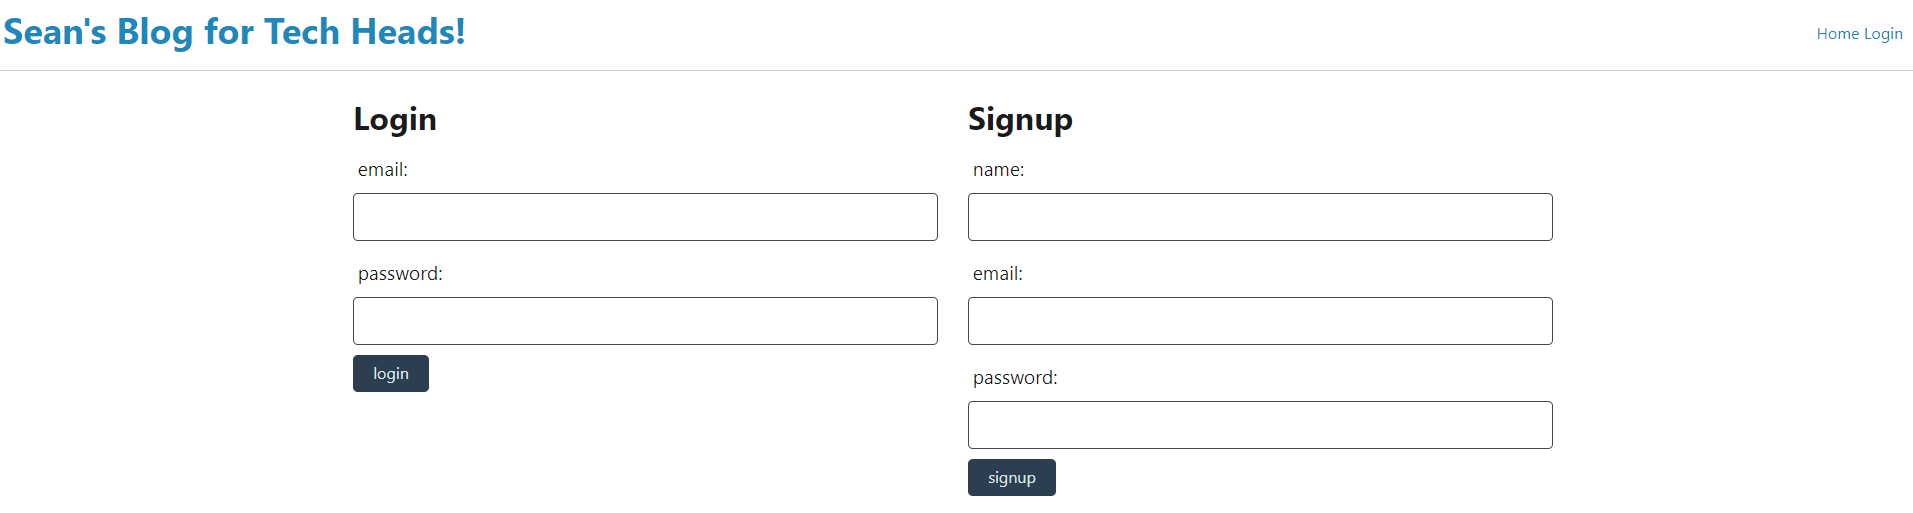 Sean's Blog for Tech Heads!
Home Login
Login
email:
password:
login
Signup
name:
email:
password:
signup